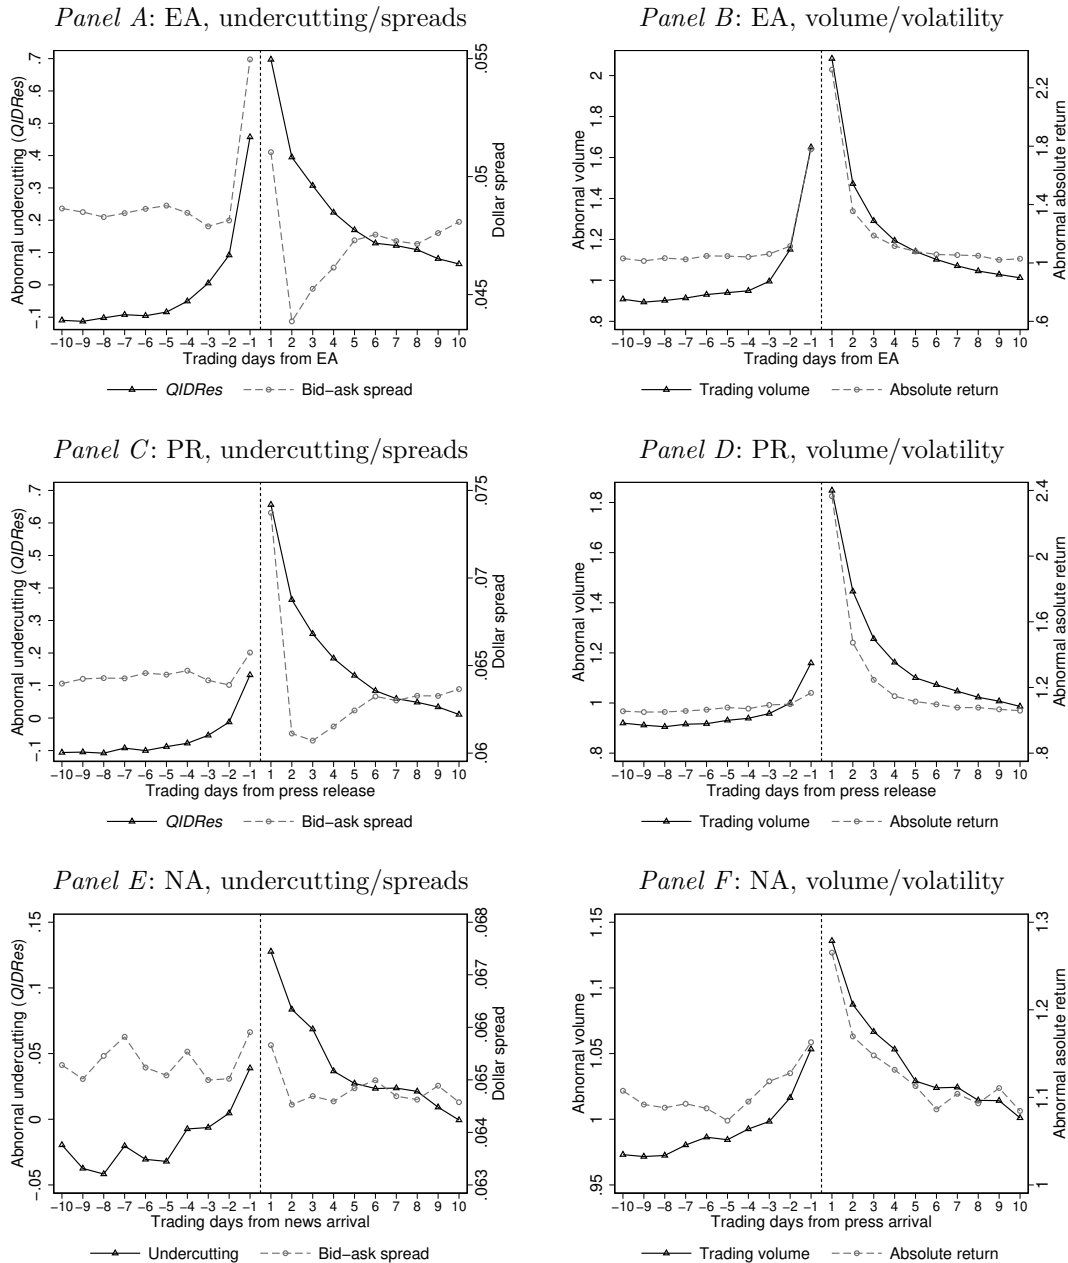 Panel A: EA, undercutting/spreads
Abnormal undercutting (QIDRes)
-.1 0 .1 .2 .3 .4 .5 .6 .7
Dollar spread
.045 .05 .055
-10 -9 -8 -7 -6 -5 -4 -3 -2 -1 1 2 3 4 5 6 7 8 9 10
Trading days from EA
QIDRes Bid-ask spread
Panel B: EA, volume/volatility
Abnormal volume
.8 1 1.2 1.4 1.6 1.8 2
Abnormal absolute return
.6 1 1.4 1.8 2.2
-10 -9 -8 -7 -6 -5 -4 -3 -2 -1 1 2 3 4 5 6 7 8 9 10
Trading days from EA
Trading volume Absolute return
Panel C: PR, undercutting/spreads
Abnormal undercutting (QIDRes)
-.1 0 .1 .2 .3 .4 .5 .6 .7
Dollar spread
.06 .065 .07 .075
-10 -9 -8 -7 -6 -5 -4 -3 -2 -1 1 2 3 4 5 6 7 8 9 10
Trading days from press release
QIDRes Bid-ask spread
Panel D: PR, volume/volatility
Abnormal volume
.8 1 1.2 1.4 1.6 1.8
Abnormal asolute return
.8 1.2 1.6 2 2.4
-10 -9 -8 -7 -6 -5 -4 -3 -2 -1 1 2 3 4 5 6 7 8 9 10
Trading days from press release
Trading volume Absolute return
Panel E: NA, undercutting/spreads
Abnormal undercutting (QIDRes)
-.05 0 .05 .1 .15
Dollar spread
.063 .064 .065 .066 .067 .068
-10 -9 -8 -7 -6 -5 -4 -3 -2 -1 1 2 3 4 5 6 7 8 9 10
Trading days from news arrival
Undercutting Bid-ask spread
Panel F: NA, volume/volatility
Abnormal volume
.95 1 1.05 1.1 1.15
Abnormal asolute return
1 1.1 1.2 1.3
-10 -9 -8 -7 -6 -5 -4 -3 -2 -1 1 2 3 4 5 6 7 8 9 10
Trading days from press arrival
Trading volume Absolute return